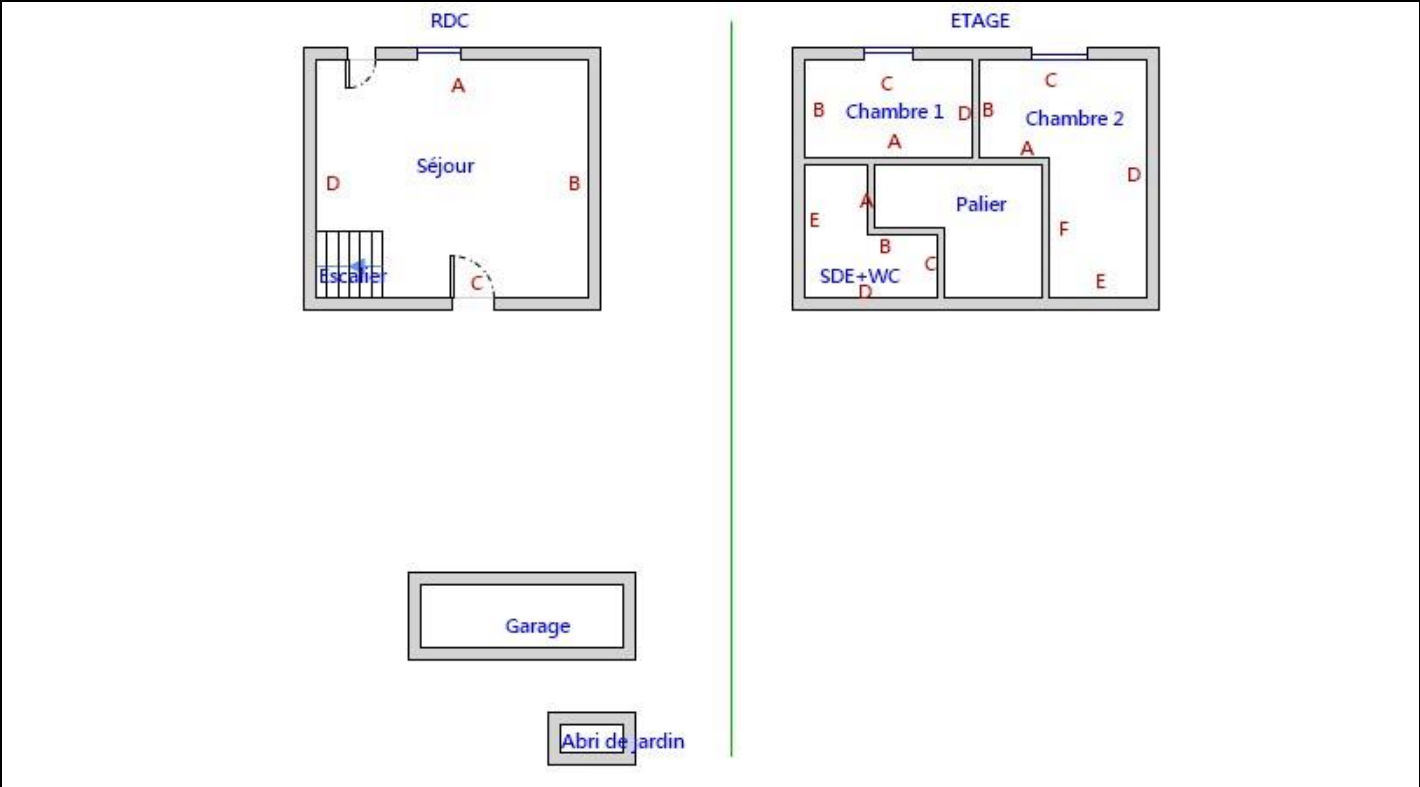 RDC
A
Séjour
D
B
Escalier
C
Garage
Abri de jardin
ETAGE
C
B
Chambre 1
D
A
C
B
Chambre 2
A
D
F
E
Palier
A
E
B
C
SDE+WC
D